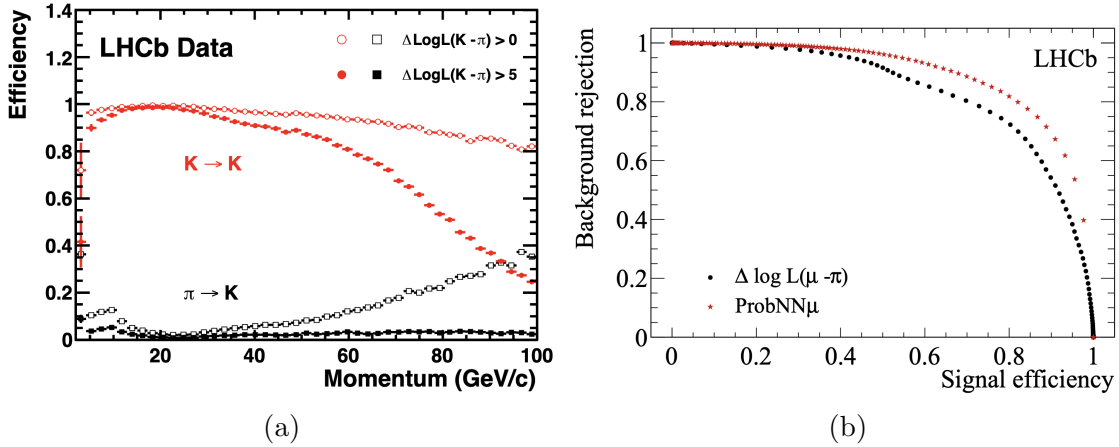 LHCb Data
ΔLogL(K - π) > 0
ΔLogL(K - π) > 5
K → K
π → K
Efficiency
1.4
1.2
1
0.8
0.6
0.4
0.2
0
20
40
60
80
100
Momentum (GeV/c)
(a)
LHCb
Background rejection
1
0.8
0.6
0.4
0.2
0
Δ log L(μ -π)
ProbNNμ
0
0.2
0.4
0.6
0.8
1
Signal efficiency
(b)